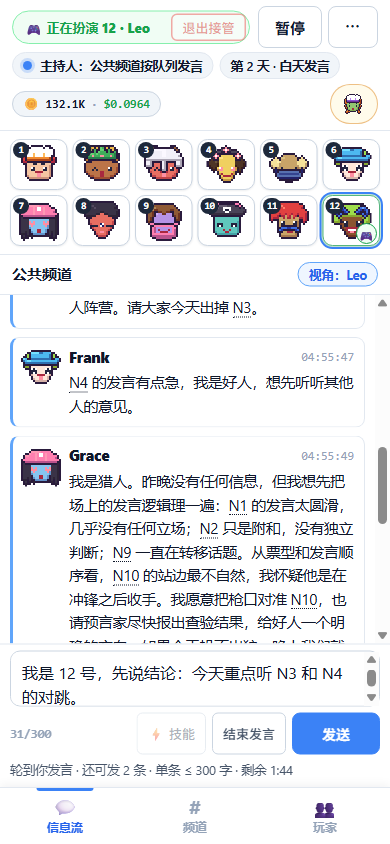 正在扮演 12 · Leo 退出接管 暂停 ...
主持人：公共频道按队列发言 第 2 天 · 白天发言
132.1K · $0.0964
1 2 3 4 5 6
7 8 9 10 11 12
公共频道 视角：Leo
人阵营。请大家今天出掉 N3。
Frank 04:55:47
N4 的发言有点急，我是好人，想先听听其他
人的意见。
Grace 04:55:49
我是猎人。昨晚没有任何信息，但我想先把
场上的发言逻辑理一遍：N1 的发言太圆滑，
几乎没有任何立场；N2 只是附和，没有独立
判断；N9 一直在转移话题。从票型和发言顺
序看，N10 的站边最不自然，我怀疑他是在
冲锋之后收手。我愿意把枪口对准 N10，也
请预言家尽快报出查验结果，给好人一个明
我是 12 号，先说结论：今天重点听 N3 和 N4
的对跳。
31/300 技能 结束发言 发送
轮到你发言 · 还可发 2 条 · 单条 ≤ 300 字 · 剩余 1:44
信息流 # 频道 玩家